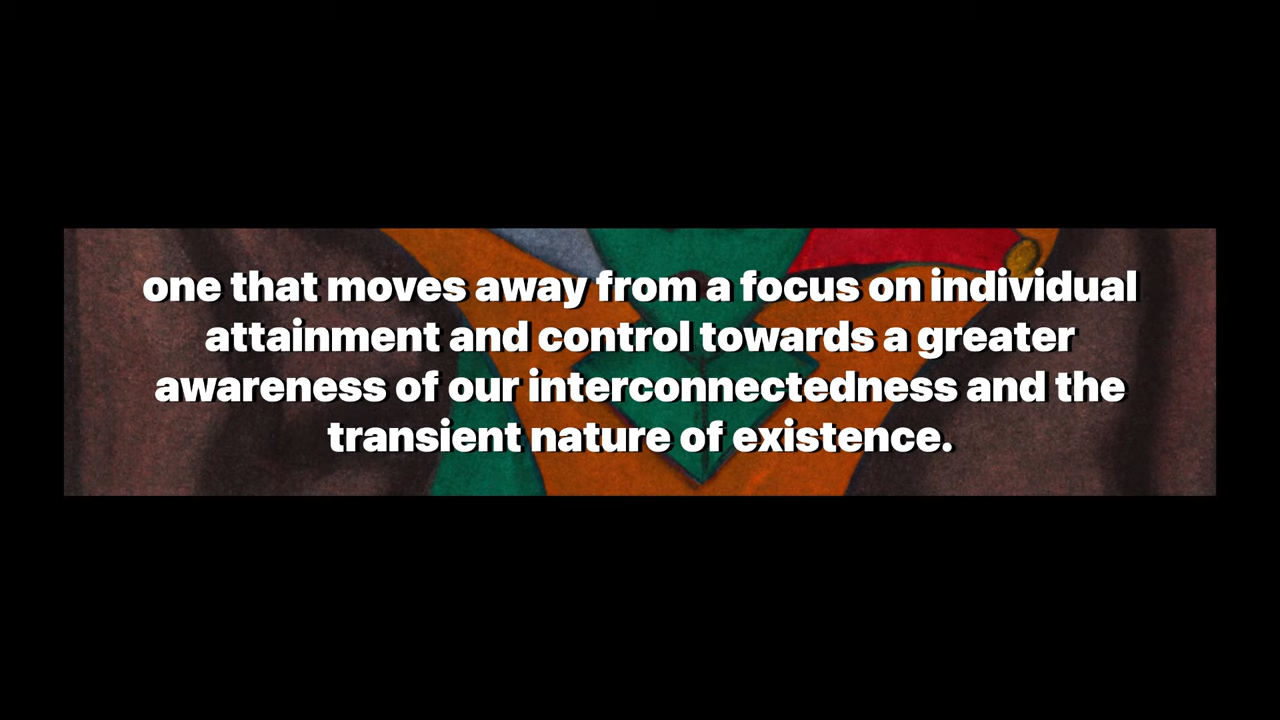 one that moves away from a focus on individual
attainment and control towards a greater
awareness of our interconnectedness and the
transient nature of existence.